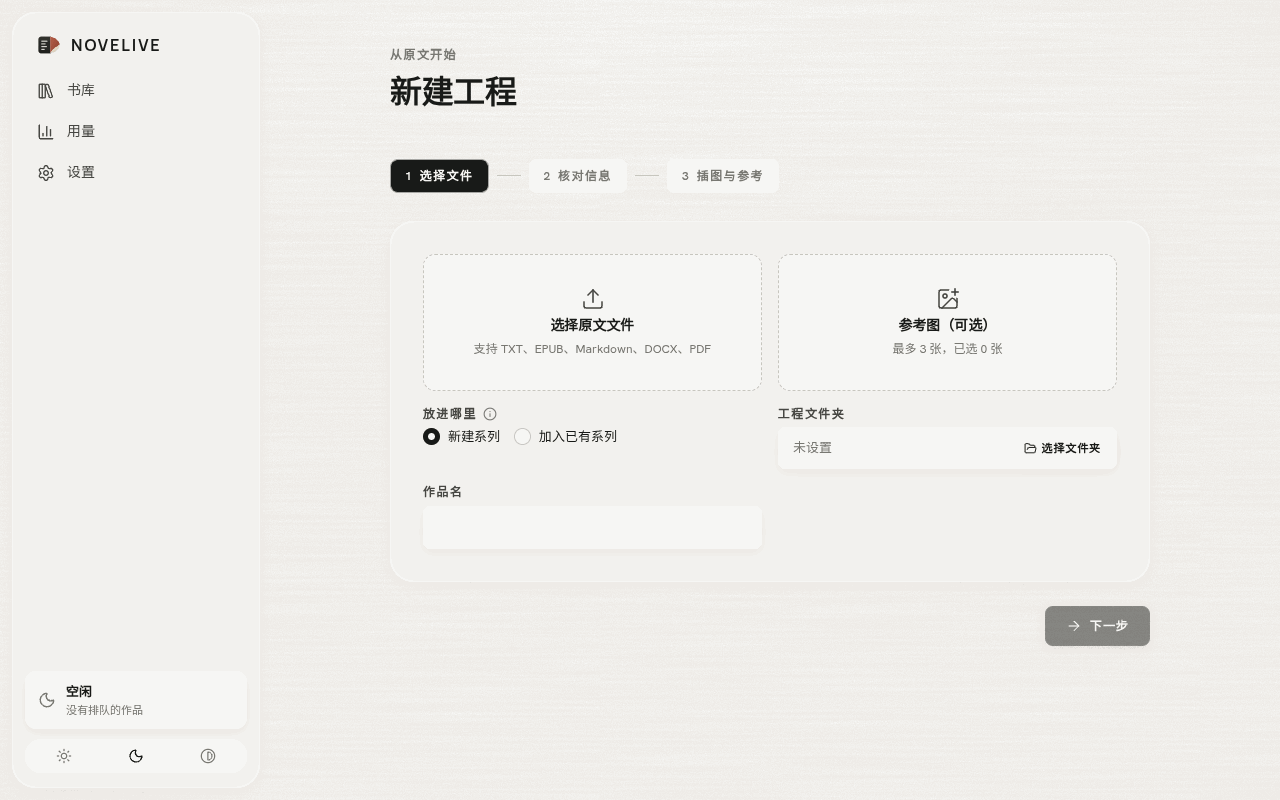 NOVELIVE
书库
用量
设置
空闲
没有排队的作品
从原文开始
新建工程
1 选择文件
2 核对信息
3 插图与参考
选择原文文件
支持 TXT、EPUB、Markdown、DOCX、PDF
参考图（可选）
最多 3 张，已选 0 张
放进哪里
新建系列
加入已有系列
工程文件夹
未设置
选择文件夹
作品名
下一步